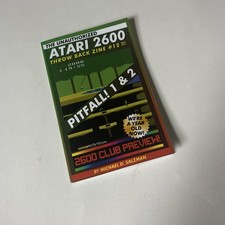 THE UNAUTHORIZED
ATARI 2600
THROW BACK ZINE #12
PITFALL! 1 & 2
WE'RE
A YEAR
OLD NOW!
2600 CLUB PREVIEW!
BY MICHAEL D. SALZMAN